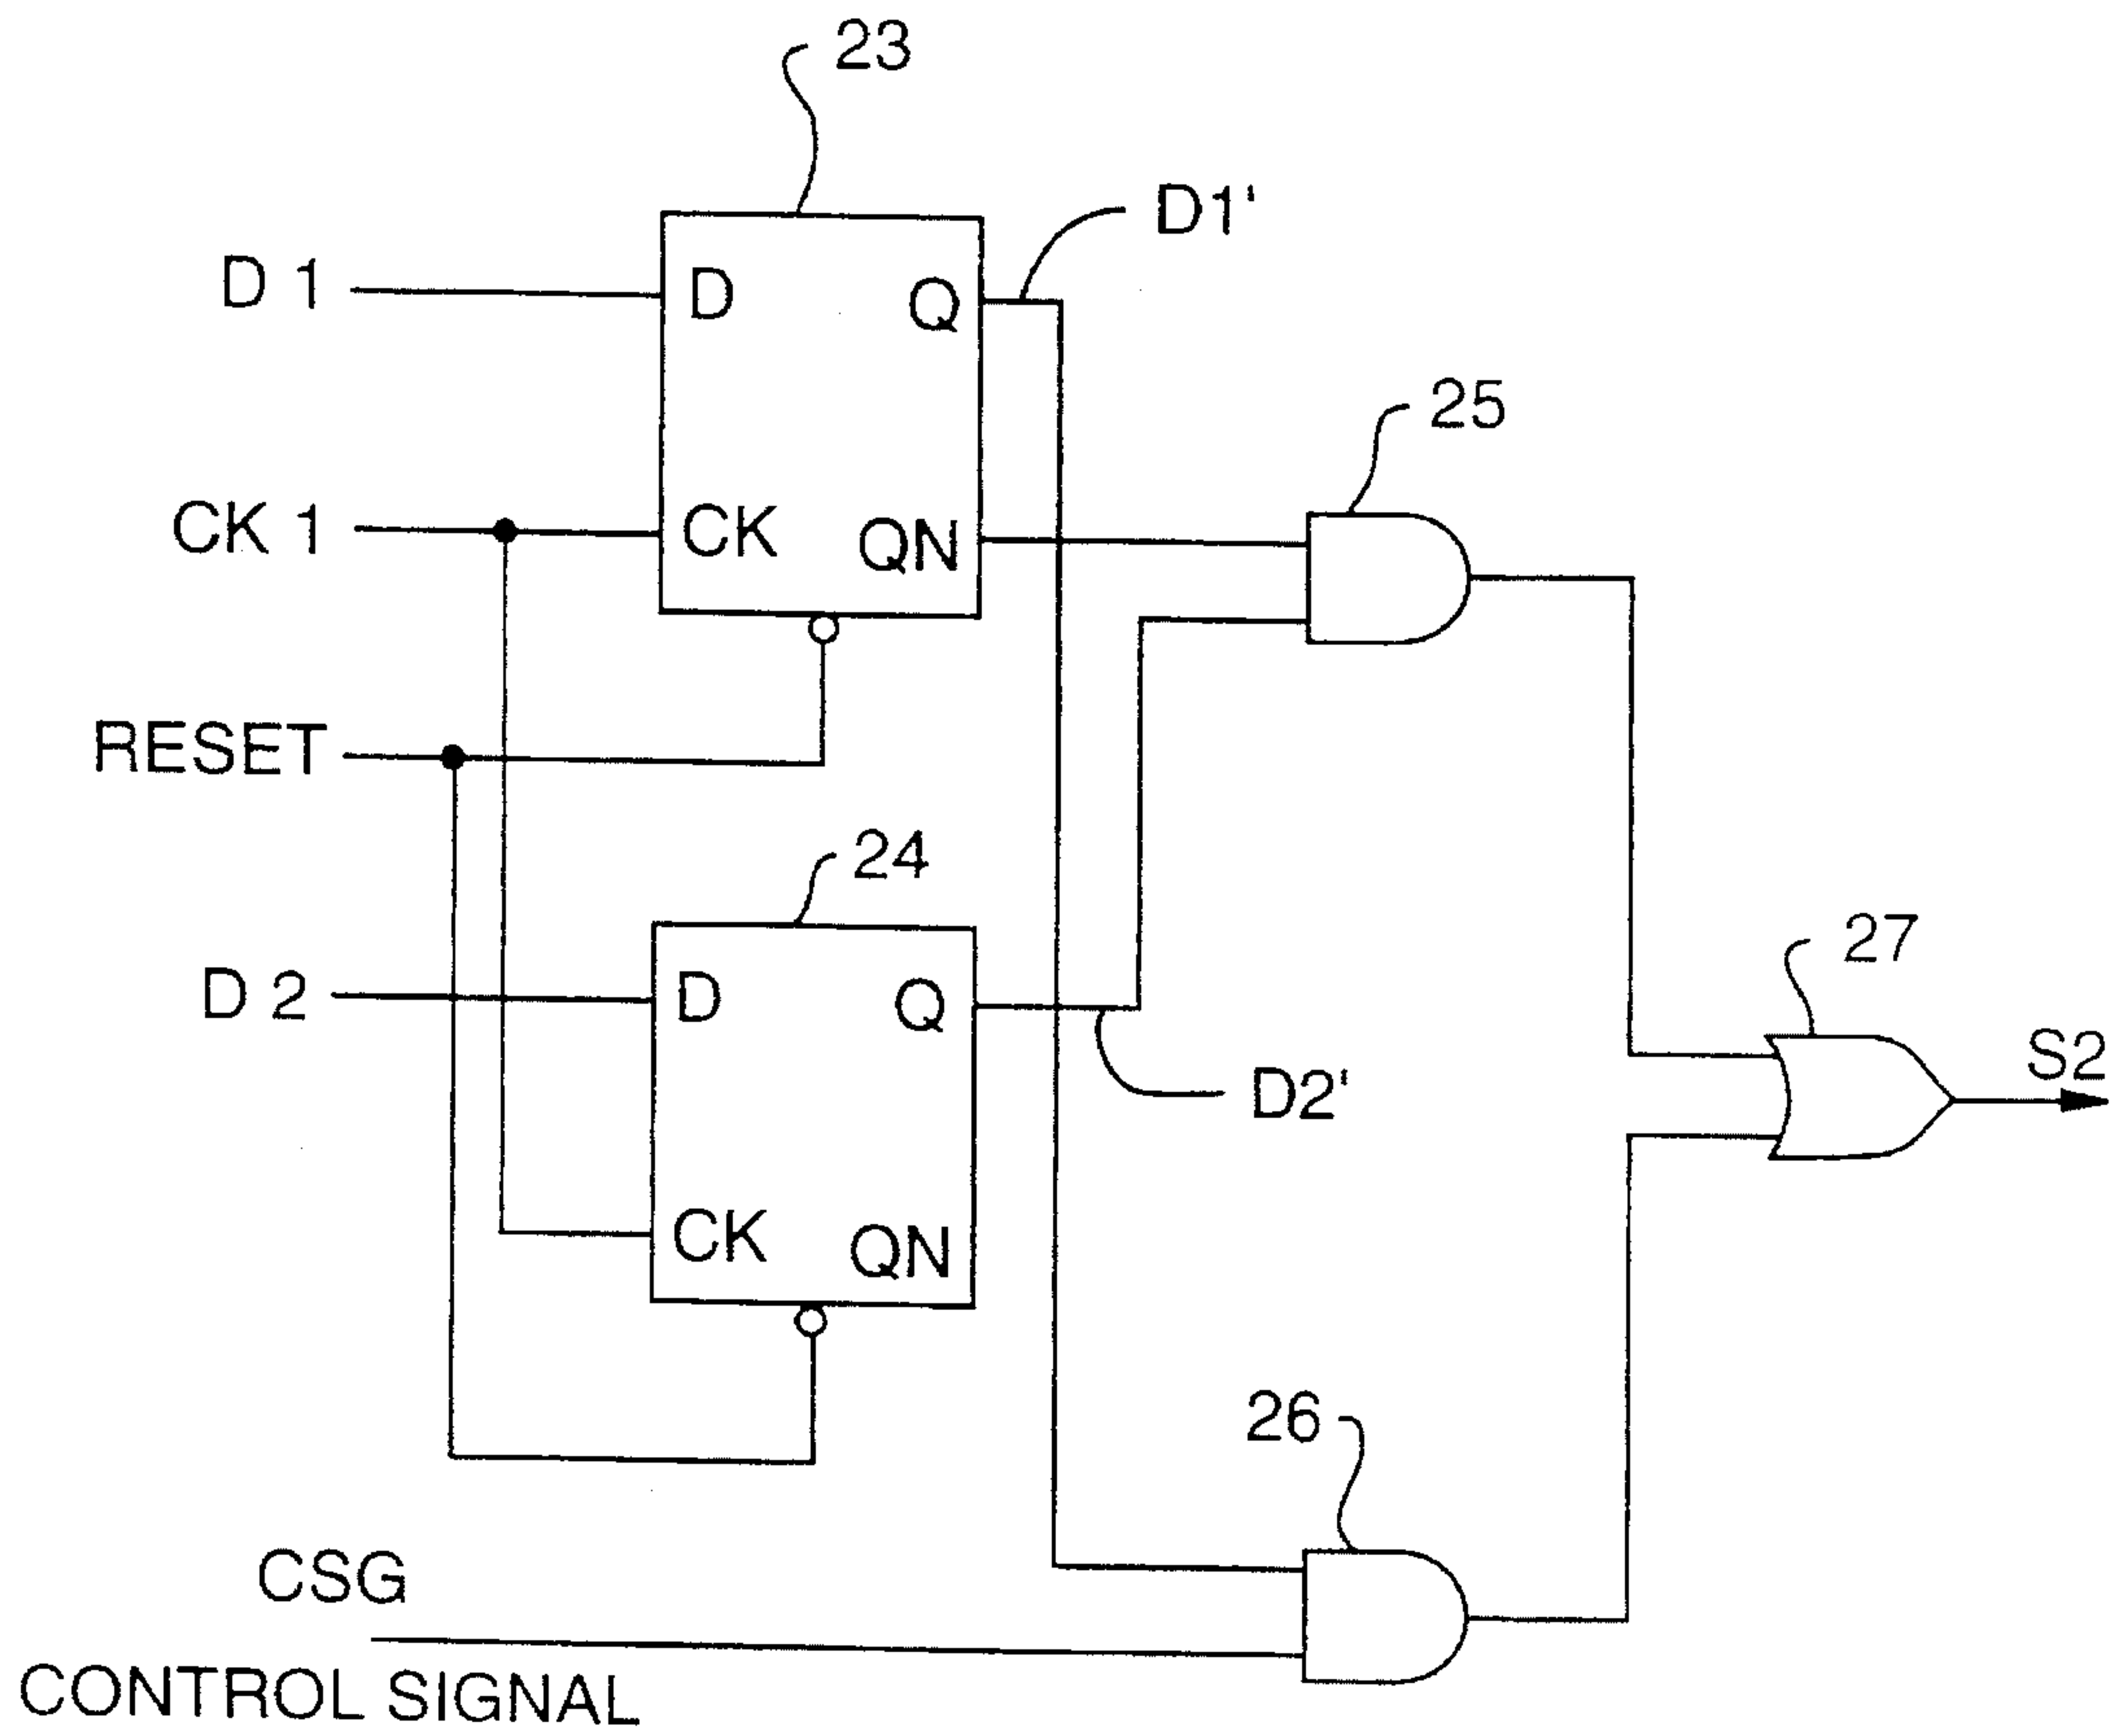 23
D1'
D 1
D
Q
25
CK 1
CK
QN
RESET
24
27
D 2
D
Q
S2
D2'
CK
QN
26
CSG
CONTROL SIGNAL